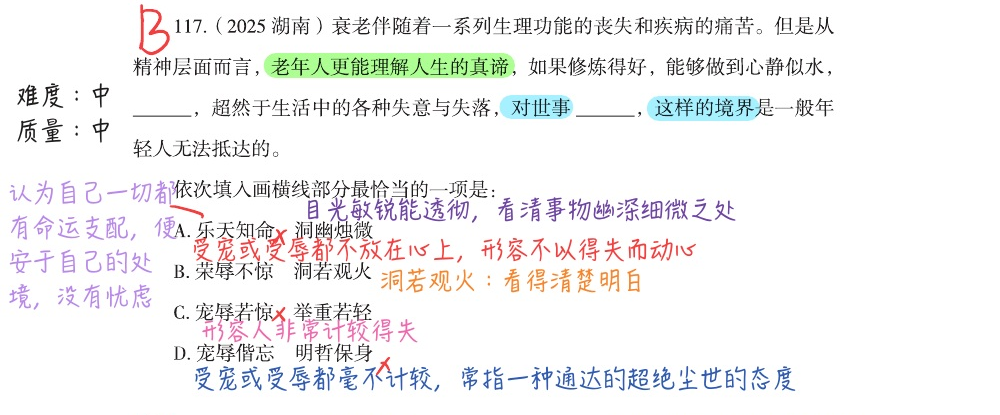 B 117.（2025 湖南）衰老伴随着一系列生理功能的丧失和疾病的痛苦。但是从
精神层面而言，老年人更能理解人生的真谛，如果修炼得好，能够做到心静似水，
______，超然于生活中的各种失意与失落，对世事______，这样的境界是一般年
轻人无法抵达的。
难度：中
质量：中
依次填入画横线部分最恰当的一项是：
目光敏锐能透彻，看清事物幽深细微之处
A. 乐天知命 洞幽烛微
认为自己一切都
有命运支配，便
安于自己的处
境，没有忧虑
受宠或受辱都不放在心上，形容不以得失而动心
B. 荣辱不惊 洞若观火
洞若观火：看得清楚明白
C. 宠辱若惊 举重若轻
形容人非常计较得失
D. 宠辱偕忘 明哲保身
受宠或受辱都毫不计较，常指一种通达的超绝尘世的态度